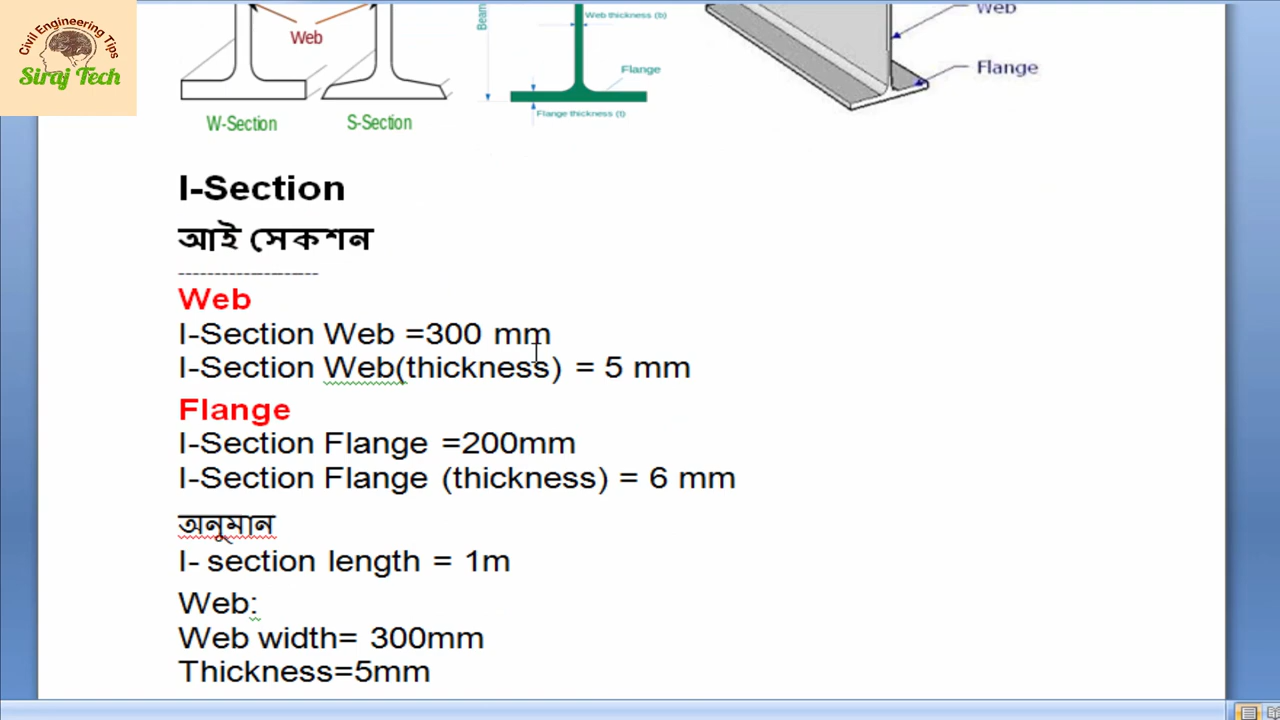 Civil Engineering Tips
Siraj Tech
Web
W-Section
S-Section
Beam
Web thickness (b)
Flange
Flange thickness (t)
Web
Flange
I-Section
আই সেকশন
--------------------
Web
I-Section Web =300 mm
I-Section Web(thickness) = 5 mm
Flange
I-Section Flange =200mm
I-Section Flange (thickness) = 6 mm
অনুমান
I- section length = 1m
Web:
Web width= 300mm
Thickness=5mm